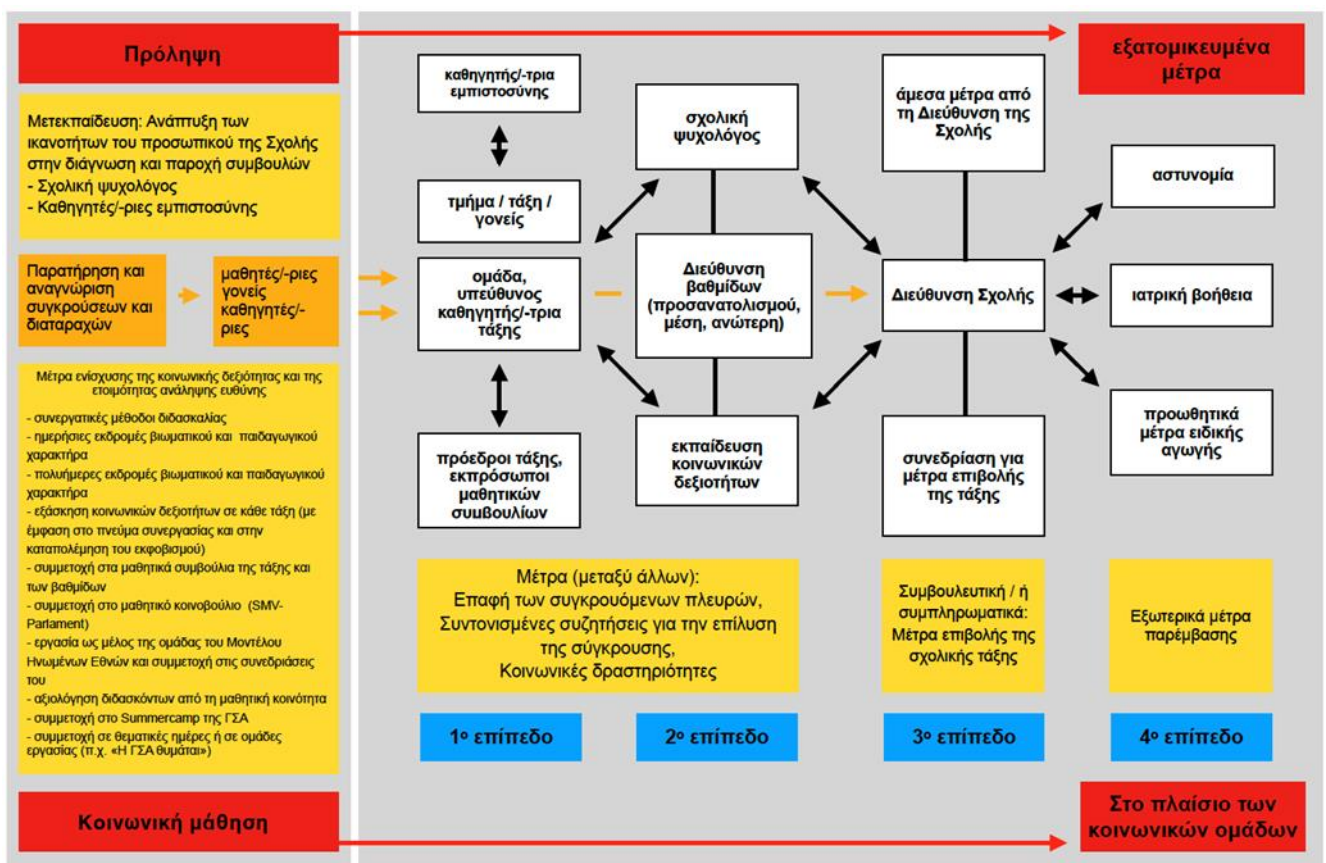 Πρόληψη
Μετεκπαίδευση: Ανάπτυξη των
ικανοτήτων του προσωπικού της Σχολής
στην διάγνωση και παροχή συμβουλών
- Σχολική ψυχολόγος
- Καθηγητές/-ριες εμπιστοσύνης
Παρατήρηση και
αναγνώριση
συγκρούσεων και
διαταραχών
μαθητές/-ριες
γονείς
καθηγητές/-
ριες
Μέτρα ενίσχυσης της κοινωνικής δεξιότητας και της
ετοιμότητας ανάληψης ευθύνης
- συνεργατικές μέθοδοι διδασκαλίας
- ημερήσιες εκδρομές βιωματικού και παιδαγωγικού
χαρακτήρα
- πολυήμερες εκδρομές βιωματικού και παιδαγωγικού
χαρακτήρα
- εξάσκηση κοινωνικών δεξιοτήτων σε κάθε τάξη (με
έμφαση στο πνεύμα συνεργασίας και στην
καταπολέμηση του εκφοβισμού)
- συμμετοχή στα μαθητικά συμβούλια της τάξης και
των βαθμίδων
- συμμετοχή στο μαθητικό κοινοβούλιο (SMV-
Parlament)
- εργασία ως μέλος της ομάδας του Μοντέλου
Ηνωμένων Εθνών και συμμετοχή στις συνεδριάσεις
του
- αξιολόγηση διδασκόντων από τη μαθητική κοινότητα
- συμμετοχή στο Summercamp της ΓΣΑ
- συμμετοχή σε θεματικές ημέρες ή σε ομάδες
εργασίας (π.χ. «Η ΓΣΑ θυμάται»)
Κοινωνική μάθηση
καθηγητής/-τρια
εμπιστοσύνης
τμήμα / τάξη /
γονείς
ομάδα,
υπεύθυνος
καθηγητής/-τρια
τάξης
πρόεδροι τάξης,
εκπρόσωποι
μαθητικών
συμβουλίων
σχολική
ψυχολόγος
Διεύθυνση
βαθμίδων
(προσανατολισμού,
μέση, ανώτερη)
εκπαίδευση
κοινωνικών
δεξιοτήτων
άμεσα μέτρα από
τη Διεύθυνση της
Σχολής
Διεύθυνση Σχολής
συνεδρίαση για
μέτρα επιβολής
της τάξης
εξατομικευμένα
μέτρα
αστυνομία
ιατρική βοήθεια
προωθητικά
μέτρα ειδικής
αγωγής
Μέτρα (μεταξύ άλλων):
Επαφή των συγκρουόμενων πλευρών,
Συντονισμένες συζητήσεις για την επίλυση
της σύγκρουσης,
Κοινωνικές δραστηριότητες
Συμβουλευτική / ή
συμπληρωματικά:
Μέτρα επιβολής της
σχολικής τάξης
Εξωτερικά μέτρα
παρέμβασης
1ο επίπεδο
2ο επίπεδο
3ο επίπεδο
4ο επίπεδο
Στο πλαίσιο των
κοινωνικών ομάδων